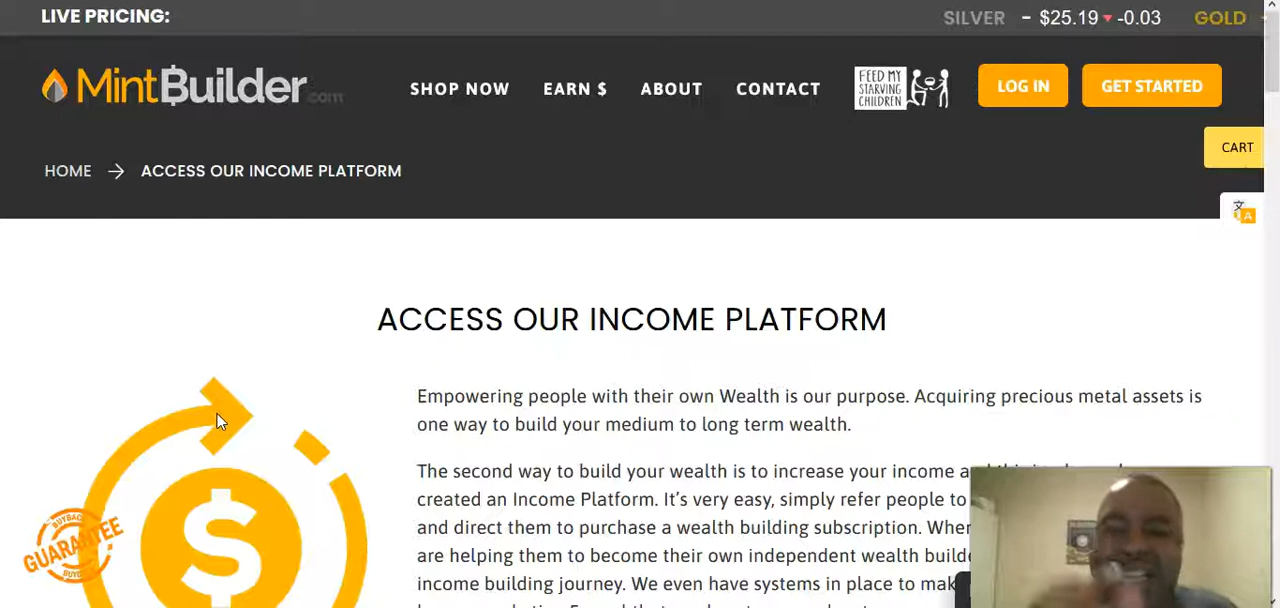 LIVE PRICING:
SILVER - $25.19 -0.03 GOLD -
MintBuilder.com
SHOP NOW EARN $ ABOUT CONTACT
FEED MY
STARVING
CHILDREN
LOG IN
GET STARTED
CART
HOME → ACCESS OUR INCOME PLATFORM
文
A
ACCESS OUR INCOME PLATFORM
Empowering people with their own Wealth is our purpose. Acquiring precious metal assets is
one way to build your medium to long term wealth.
The second way to build your wealth is to increase your income
created an Income Platform. It's very easy, simply refer people to
and direct them to purchase a wealth building subscription.
are helping them to become their own independent wealth
income building journey. We even have systems in place to
BUYBACK
GUARANTEE
$